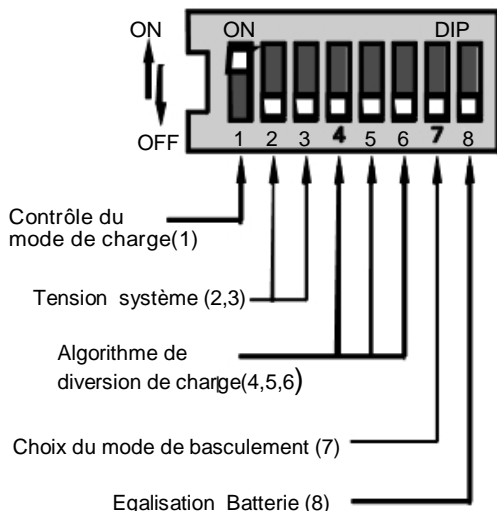 ON
ON DIP
OFF
1 2 3 4 5 6 7 8
Contrôle du
mode de charge(1)
Tension système (2,3)
Algorithme de
diversion de charge(4,5,6)
Choix du mode de basculement (7)
Egalisation Batterie (8)